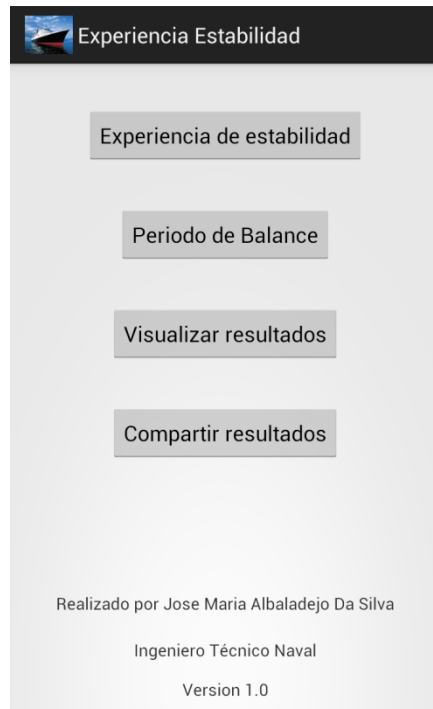 Experiencia Estabilidad
Experiencia de estabilidad
Periodo de Balance
Visualizar resultados
Compartir resultados
Realizado por Jose Maria Albaladejo Da Silva
Ingeniero Técnico Naval
Version 1.0